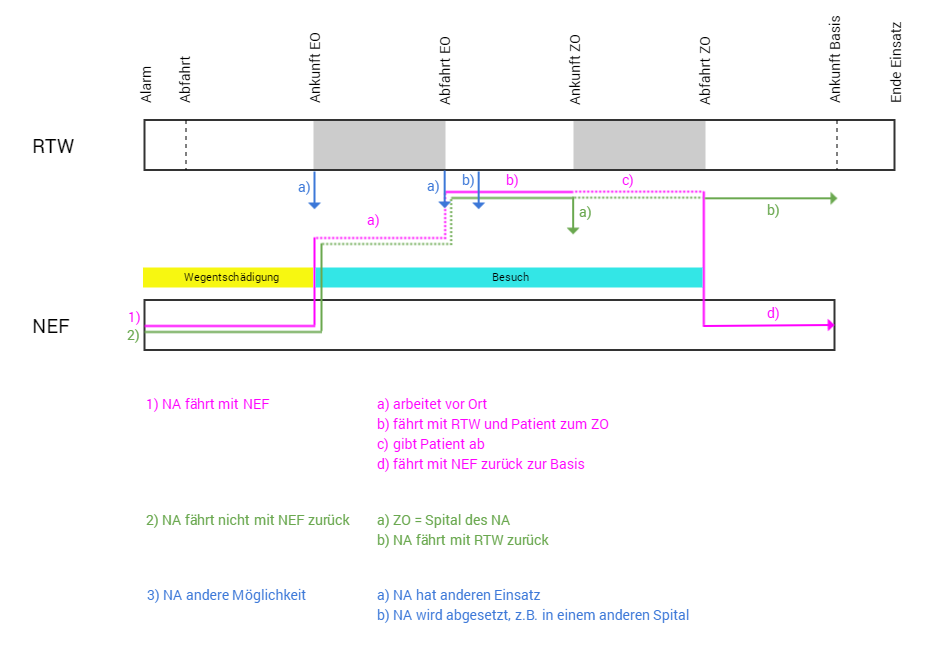 Alarm
Abfahrt
Ankunft EO
Abfahrt EO
Ankunft ZO
Abfahrt ZO
Ankunft Basis
Ende Einsatz
RTW
a)
a)
b)
b)
c)
a)
a)
b)
Wegentschädigung
Besuch
NEF
1)
2)
d)
1) NA fährt mit NEF
a) arbeitet vor Ort
b) fährt mit RTW und Patient zum ZO
c) gibt Patient ab
d) fährt mit NEF zurück zur Basis
2) NA fährt nicht mit NEF zurück
a) ZO = Spital des NA
b) NA fährt mit RTW zurück
3) NA andere Möglichkeit
a) NA hat anderen Einsatz
b) NA wird abgesetzt, z.B. in einem anderen Spital